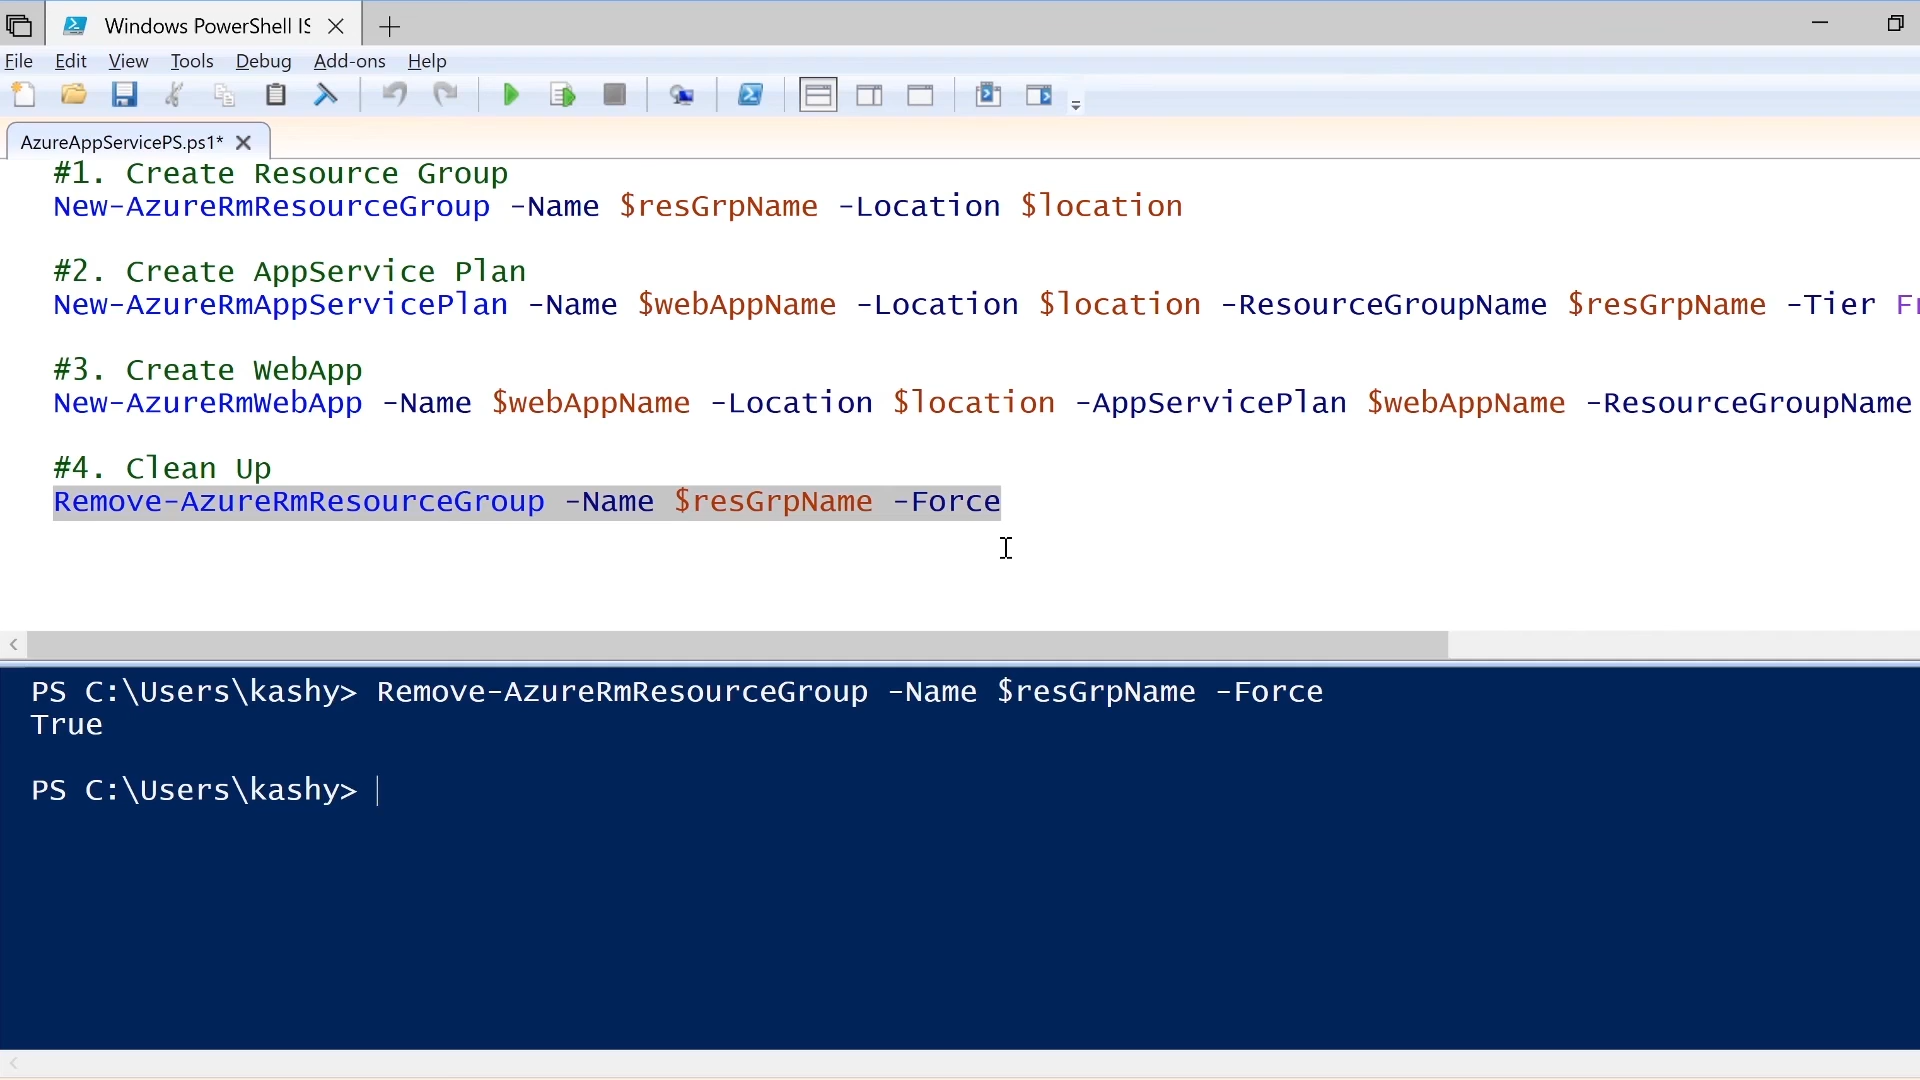 Windows PowerShell IS
File Edit View Tools Debug Add-ons Help
AzureAppServicePS.ps1*
#1. Create Resource Group
New-AzureRmResourceGroup -Name $resGrpName -Location $location
#2. Create AppService Plan
New-AzureRmAppServicePlan -Name $webAppName -Location $location -ResourceGroupName $resGrpName -Tier
#3. Create WebApp
New-AzureRmWebApp -Name $webAppName -Location $location -AppServicePlan $webAppName -ResourceGroupName
#4. Clean Up
Remove-AzureRmResourceGroup -Name $resGrpName -Force
PS C:\Users\kashy> Remove-AzureRmResourceGroup -Name $resGrpName -Force
True
PS C:\Users\kashy>